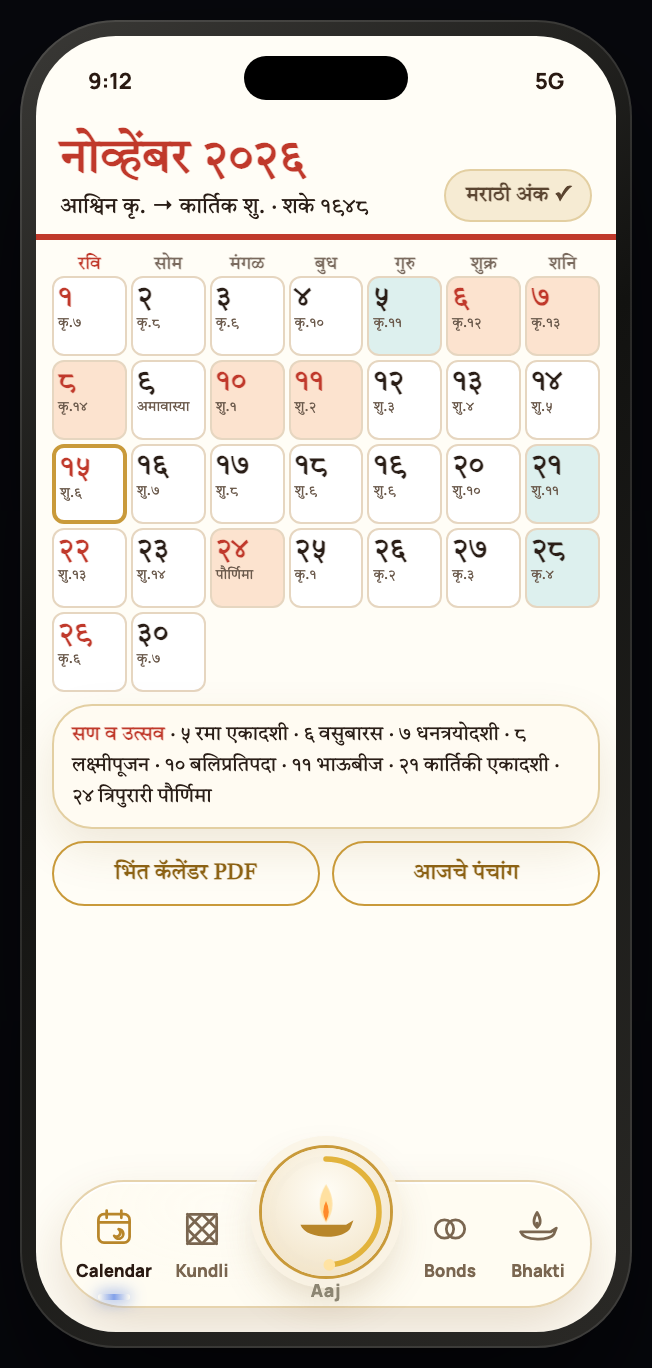 9:12 5G
नोव्हेंबर २०२६
आश्विन कृ. → कार्तिक शु. · शके १९४८
मराठी अंक ✓
रवि सोम मंगळ बुध गुरु शुक्र शनि
१ २ ३ ४ ५ ६ ७
कृ.७ कृ.८ कृ.९ कृ.१० कृ.११ कृ.१२ कृ.१३
८ ९ १० ११ १२ १३ १४
कृ.१४ अमावास्या शु.१ शु.२ शु.३ शु.४ शु.५
१५ १६ १७ १८ १९ २० २१
शु.६ शु.७ शु.८ शु.९ शु.९ शु.१० शु.११
२२ २३ २४ २५ २६ २७ २८
शु.१३ शु.१४ पौर्णिमा कृ.१ कृ.२ कृ.३ कृ.४
२९ ३०
कृ.६ कृ.७
सण व उत्सव · ५ रमा एकादशी · ६ वसुबारस · ७ धनत्रयोदशी · ८
लक्ष्मीपूजन · १० बलिप्रतिपदा · ११ भाऊबीज · २१ कार्तिकी एकादशी ·
२४ त्रिपुरारी पौर्णिमा
भिंत कॅलेंडर PDF आजचे पंचांग
Calendar Kundli Aaj Bonds Bhakti